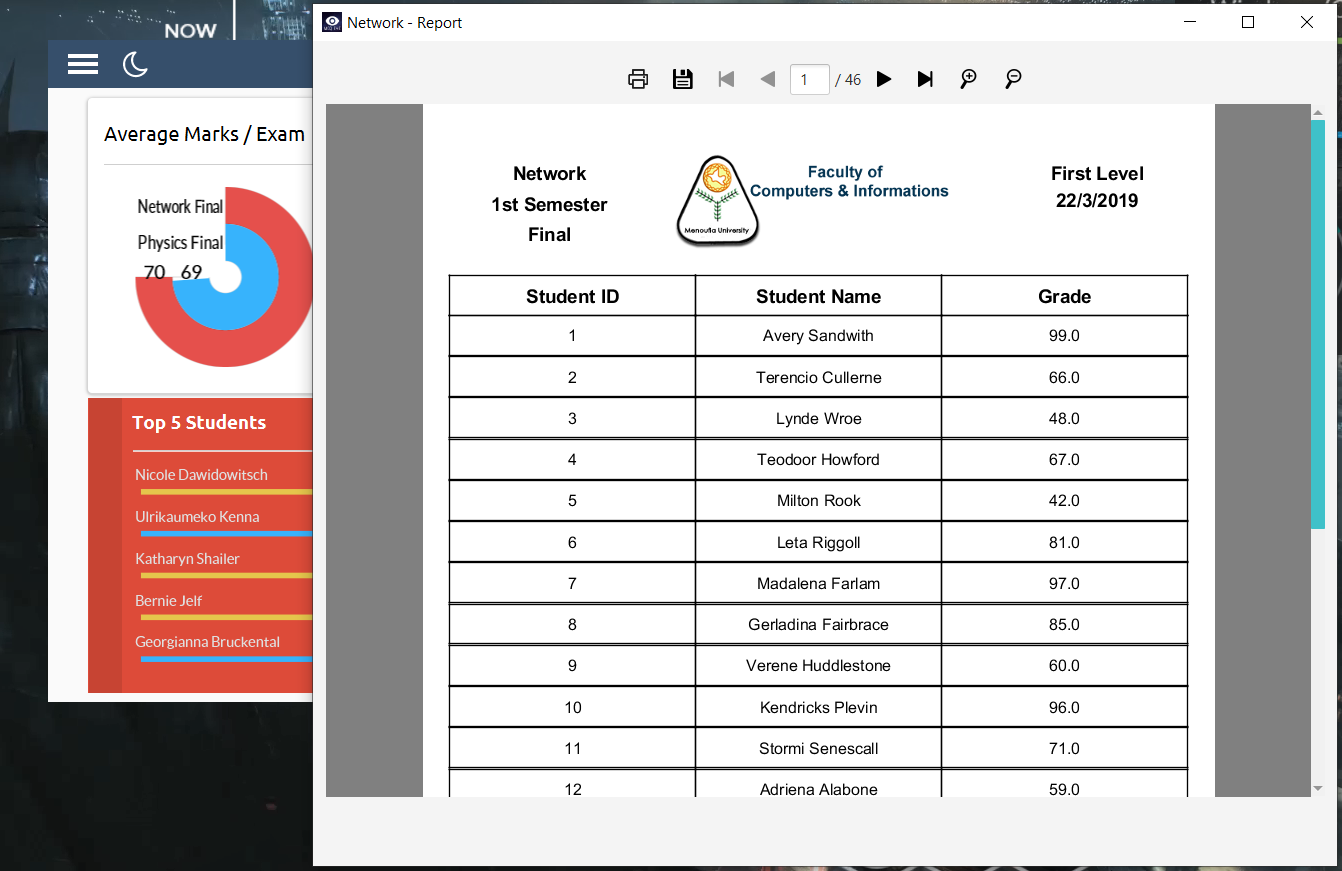 NOW
Network - Report
1 / 46
Average Marks / Exam
Network Final
Physics Final
70 69
Top 5 Students
Nicole Dawidowitsch
Ulrikaumeko Kenna
Katharyn Shailer
Bernie Jelf
Georgianna Bruckental
Network
1st Semester
Final
Menoufia University
Faculty of
Computers & Informations
First Level
22/3/2019
Student ID Student Name Grade
1 Avery Sandwith 99.0
2 Terencio Cullerne 66.0
3 Lynde Wroe 48.0
4 Teodoor Howford 67.0
5 Milton Rook 42.0
6 Leta Riggoll 81.0
7 Madalena Farlam 97.0
8 Gerladina Fairbrace 85.0
9 Verene Huddlestone 60.0
10 Kendricks Plevin 96.0
11 Stormi Senescall 71.0
12 Adriena Alabone 59.0